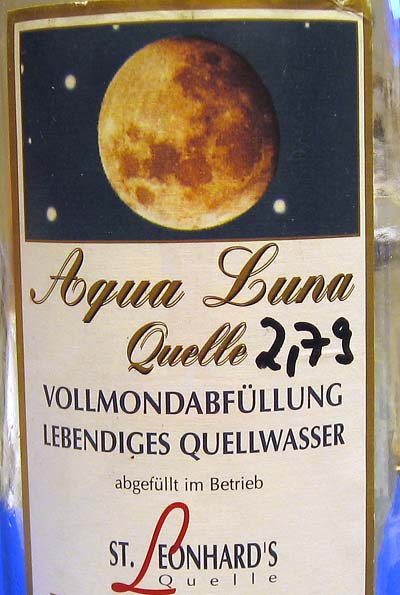 Aqua Luna
Quelle 2,79
VOLLMONDABFÜLLUNG
LEBENDIGES QUELLWASSER
abgefüllt im Betrieb
ST. LEONHARD'S
Quelle